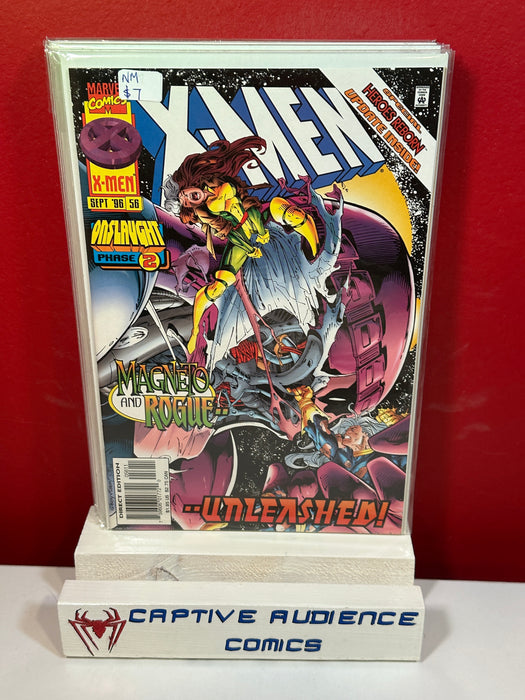 NM
$7
MARVEL
COMICS
X-MEN
SEPT '96 56
ONSLAUGHT
PHASE 2
X-MEN
SPECIAL
HEROES REBORN
UPDATE INSIDE!
MAGNETO
AND
ROGUE--
--UNLEASHED!
DIRECT EDITION
CAPTIVE AUDIENCE
COMICS